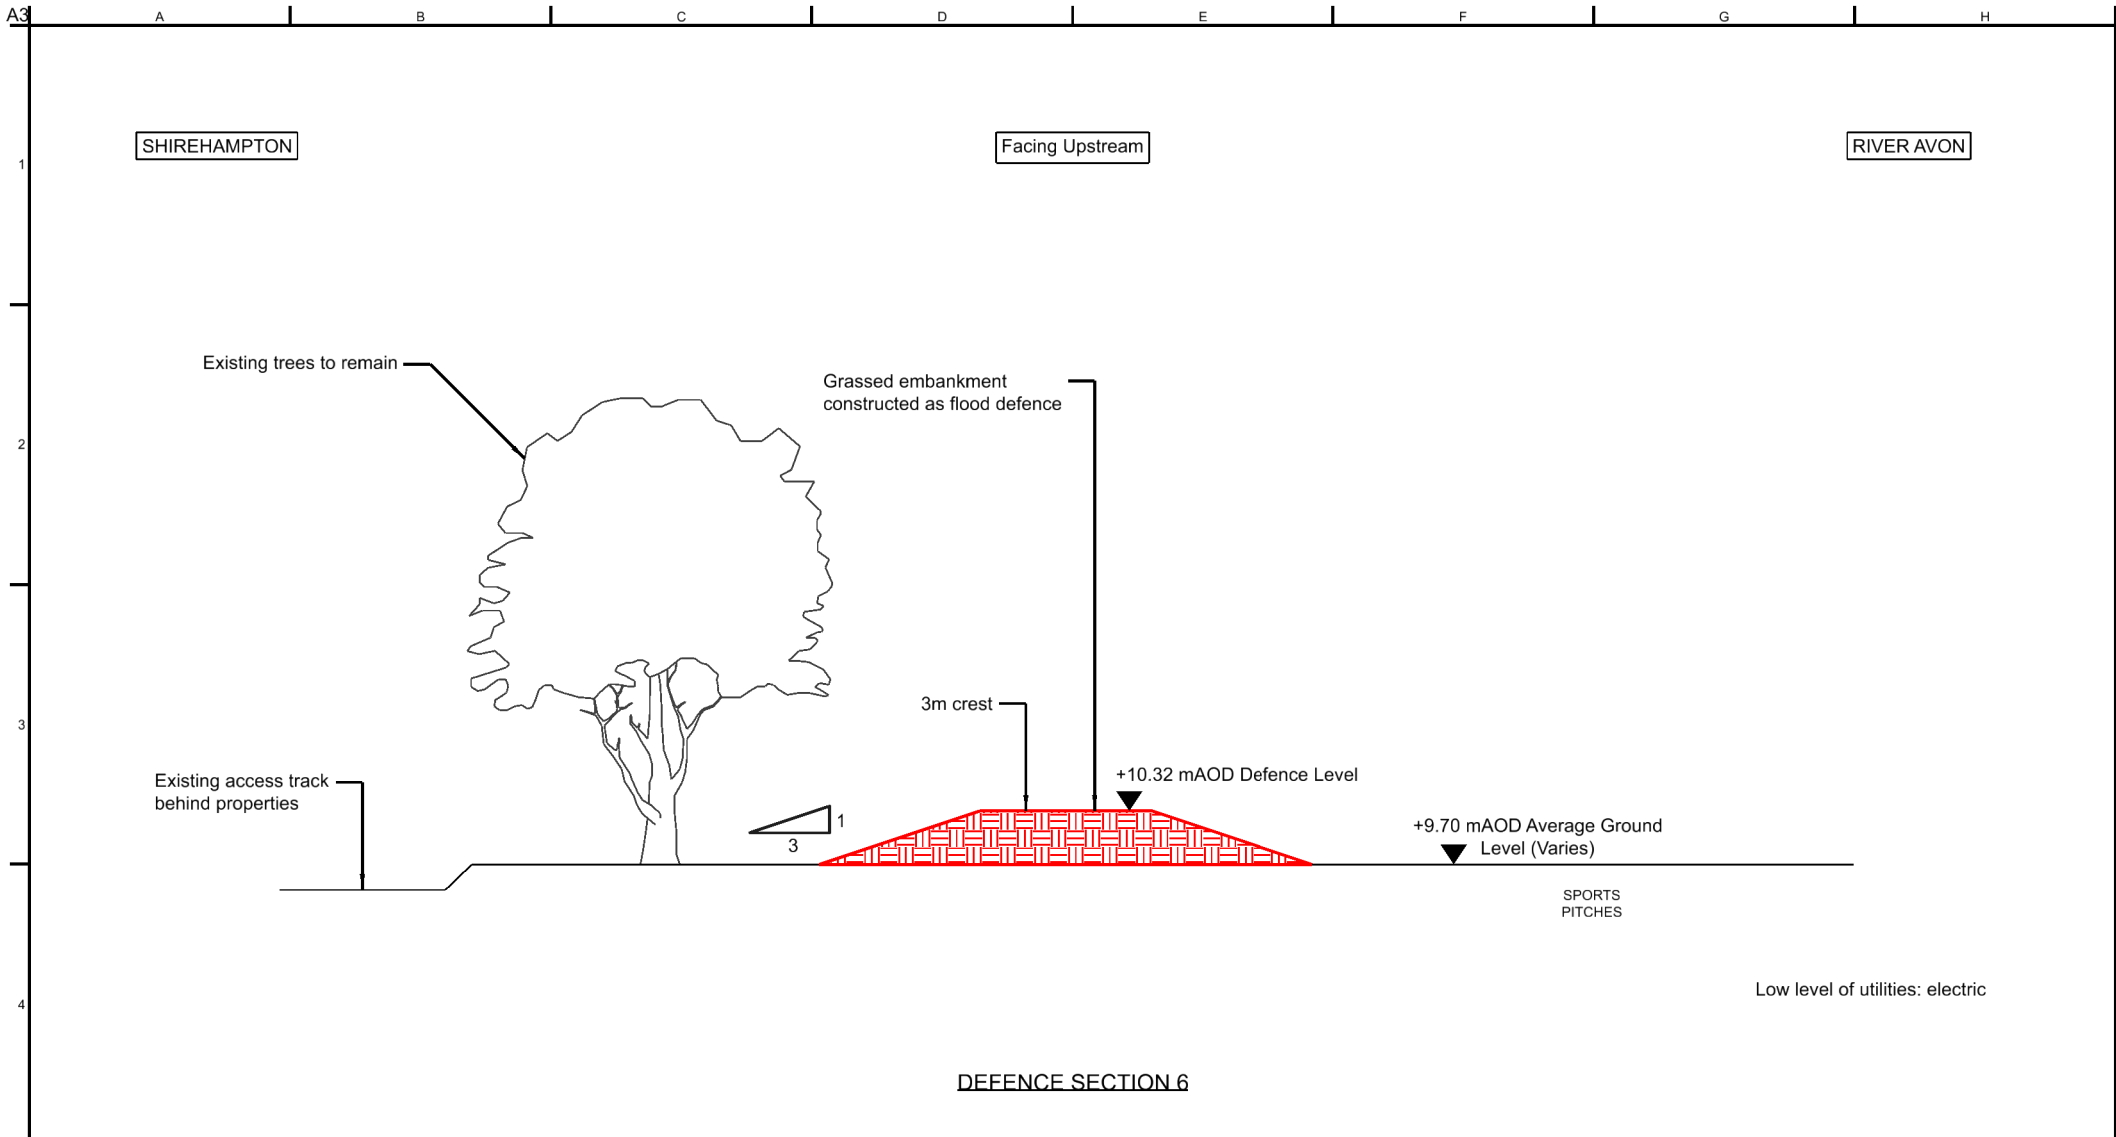 A3
A B C D E F G H
1
SHIREHAMPTON
Facing Upstream
RIVER AVON
Existing trees to remain
Grassed embankment
constructed as flood defence
2
3m crest
3
Existing access track
behind properties
+10.32 mAOD Defence Level
1
3
+9.70 mAOD Average Ground
Level (Varies)
SPORTS
PITCHES
Low level of utilities: electric
4
DEFENCE SECTION 6